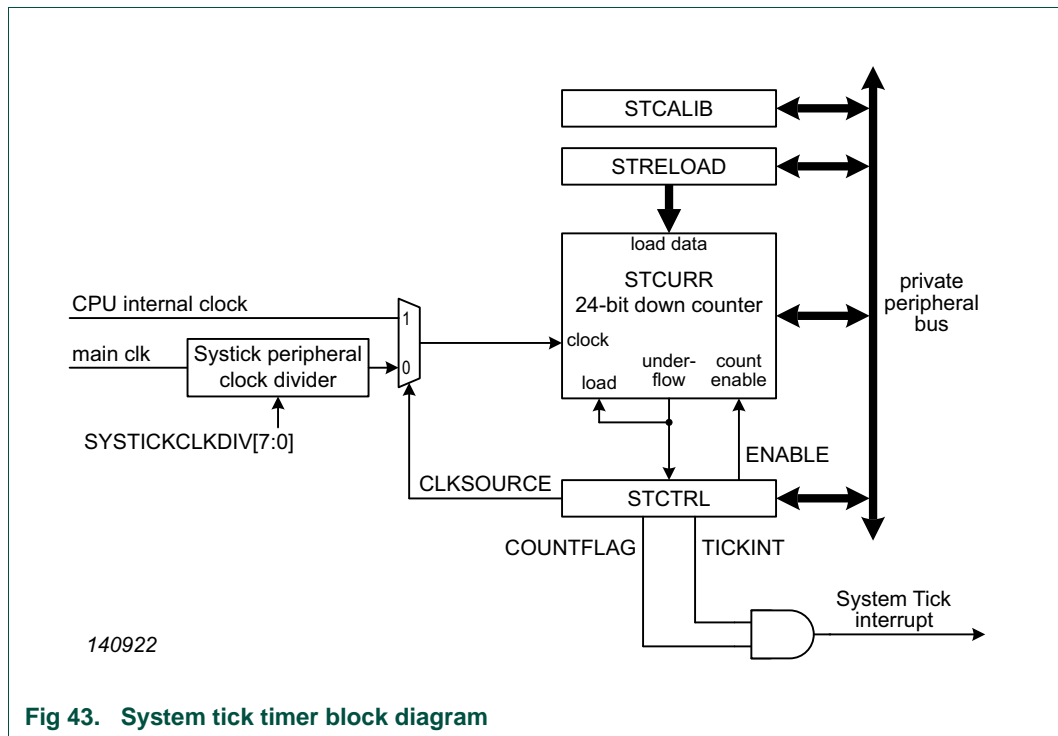 STCALIB
STRELOAD
load data
STCURR
24-bit down counter
private
peripheral
bus
CPU internal clock
1
clock
main clk
Systick peripheral
clock divider
0
under-
flow
count
enable
load
SYSTICKCLKDIV[7:0]
ENABLE
CLKSOURCE
STCTRL
COUNTFLAG
TICKINT
System Tick
interrupt
140922
Fig 43. System tick timer block diagram